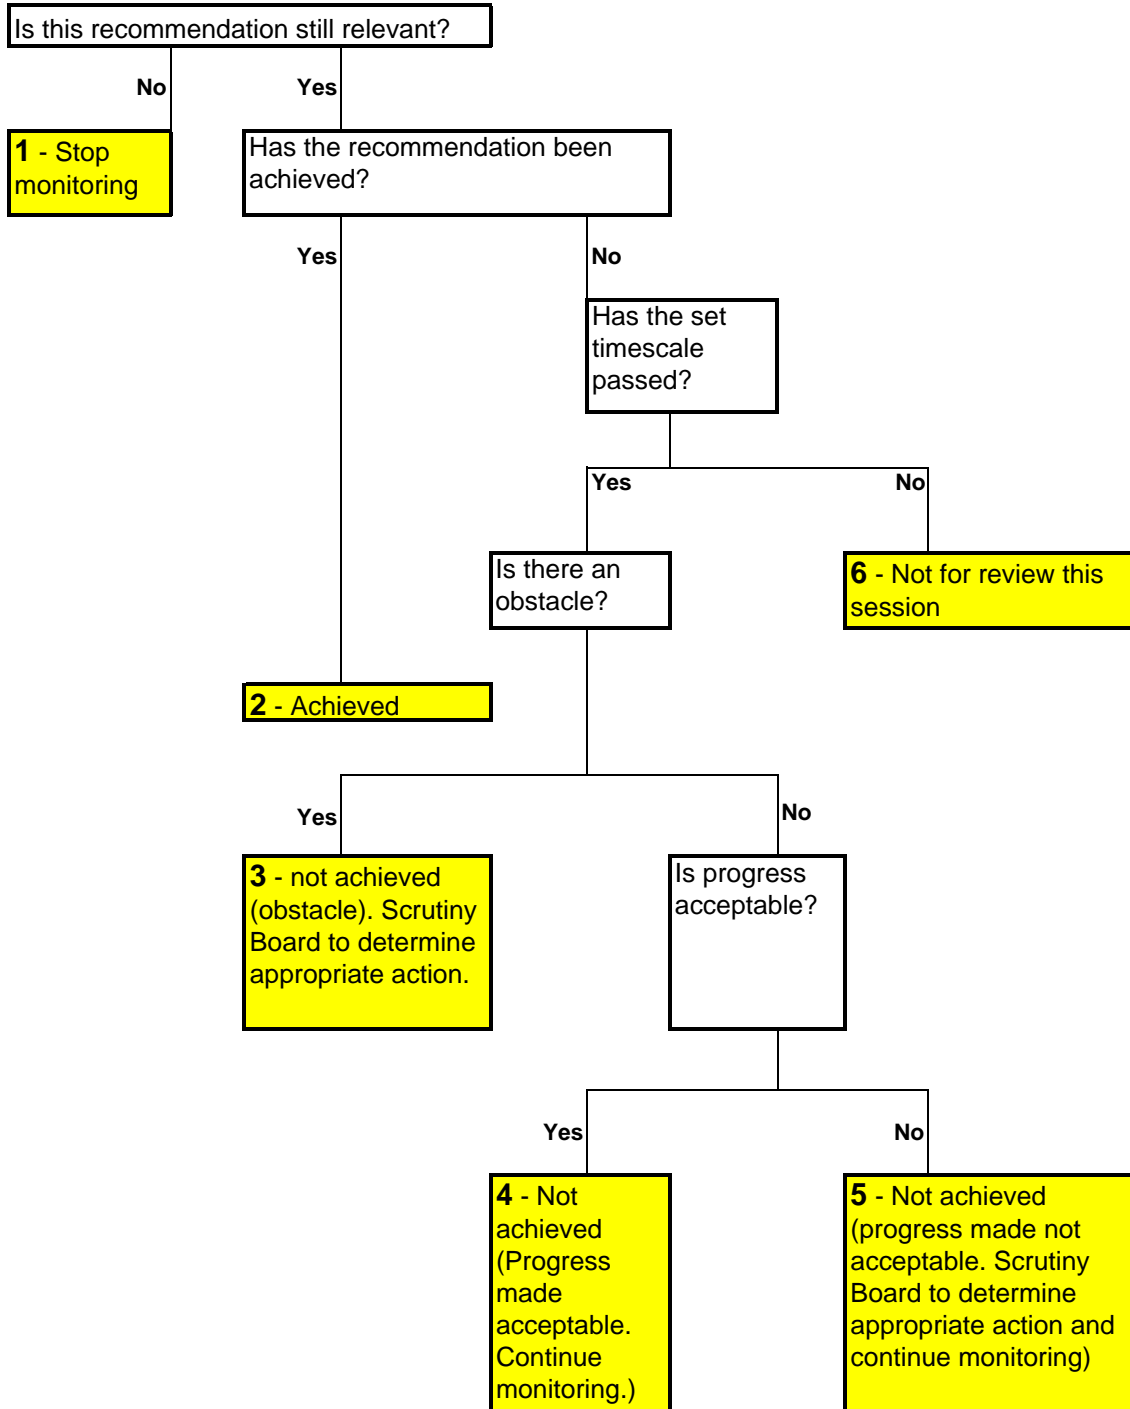 Is this recommendation still relevant?
No
Yes
1 - Stop
monitoring
Has the recommendation been
achieved?
Yes
No
Has the set
timescale
passed?
Yes
No
Is there an
obstacle?
6 - Not for review this
session
2 - Achieved
Yes
No
3 - not achieved
(obstacle). Scrutiny
Board to determine
appropriate action.
Is progress
acceptable?
Yes
No
4 - Not
achieved
(Progress
made
acceptable.
Continue
monitoring.)
5 - Not achieved
(progress made not
acceptable. Scrutiny
Board to determine
appropriate action and
continue monitoring)